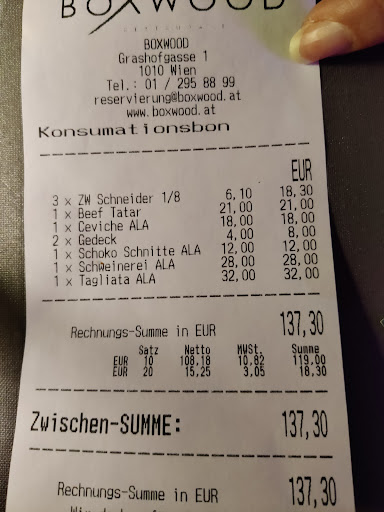 BOXWOOD
BOXWOOD
Grashofgasse 1
1010 Wien
Tel.: 01 / 295 88 99
reservierung@boxwood.at
www.boxwood.at
Konsumationsbon
EUR
3 x ZW Schneider 1/8 6,10 18,30
1 x Beef Tatar 21,00 21,00
1 x Ceviche ALA 18,00 18,00
2 x Gedeck 4,00 8,00
1 x Schoko Schnitte ALA 12,00 12,00
1 x Schweinerei ALA 28,00 28,00
1 x Tagliata ALA 32,00 32,00
Rechnungs-Summe in EUR 137,30
Satz Netto MWSt. Summe
EUR 10 108,18 10,82 119,00
EUR 20 15,25 3,05 18,30
Zwischen-SUMME: 137,30
Rechnungs-Summe in EUR 137,30